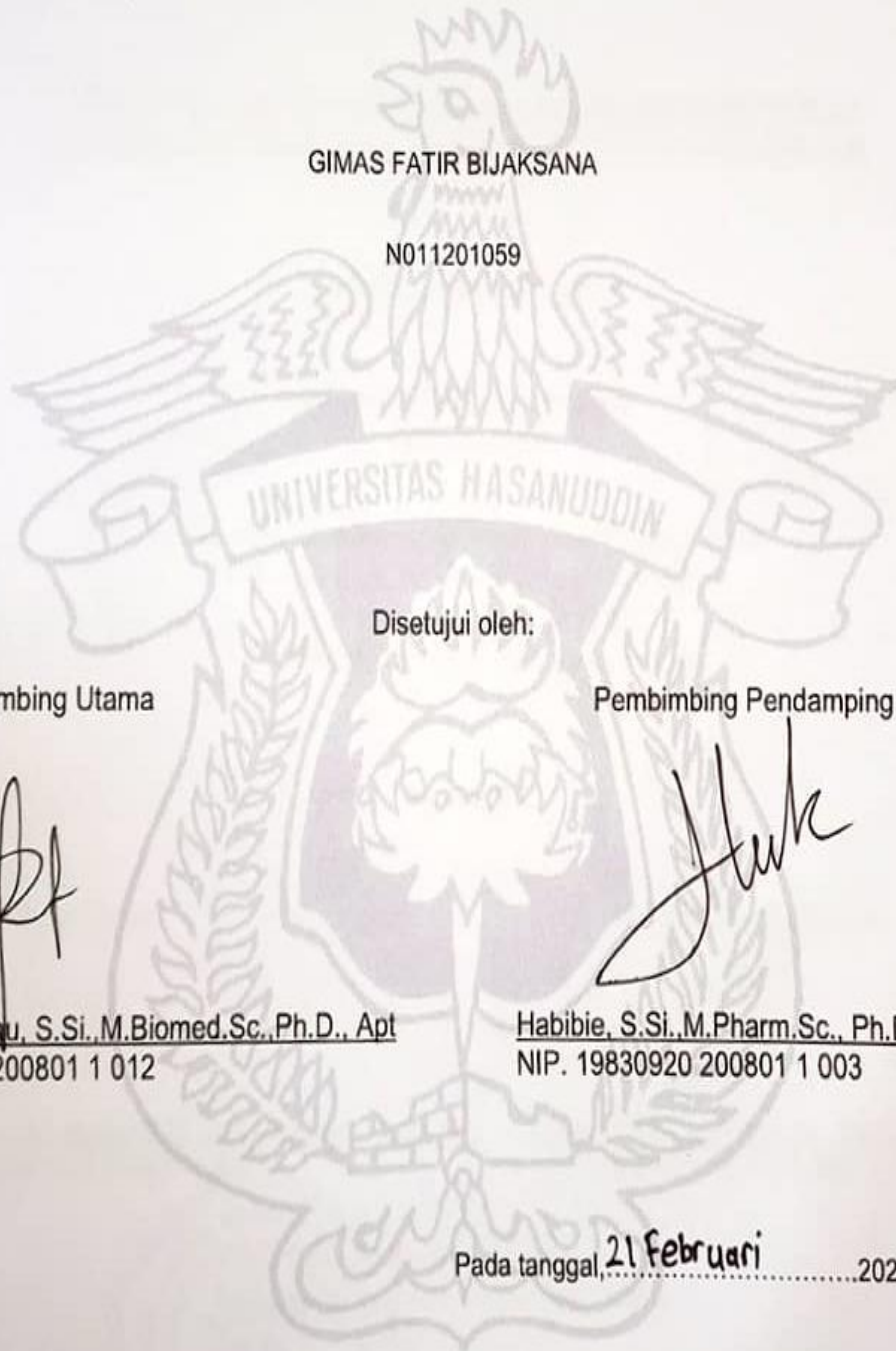 GIMAS FATIR BIJAKSANA
N011201059
UNIVERSITAS HASANUDDIN
Disetujui oleh:
mbing Utama
Pembimbing Pendamping
u, S.Si.,M.Biomed.Sc.,Ph.D., Apt
200801 1 012
Habibie, S.Si.,M.Pharm.Sc., Ph.
NIP. 19830920 200801 1 003
Pada tanggal, 21 Februari ..............202